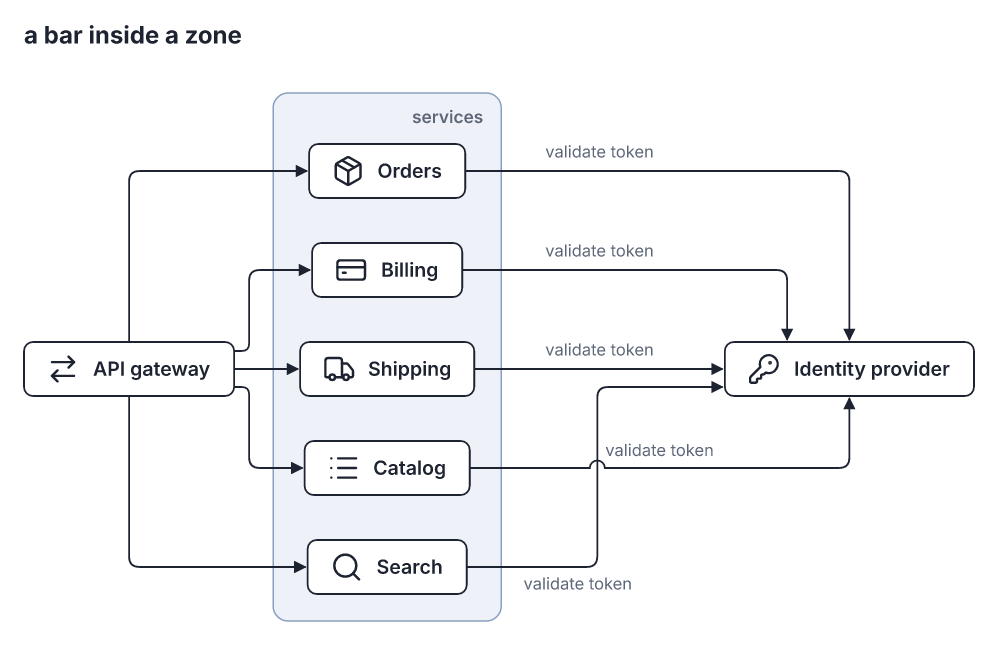 a bar inside a zone
services
Orders
validate token
Billing
validate token
API gateway
Shipping
validate token
Identity provider
Catalog
validate token
Search
validate token